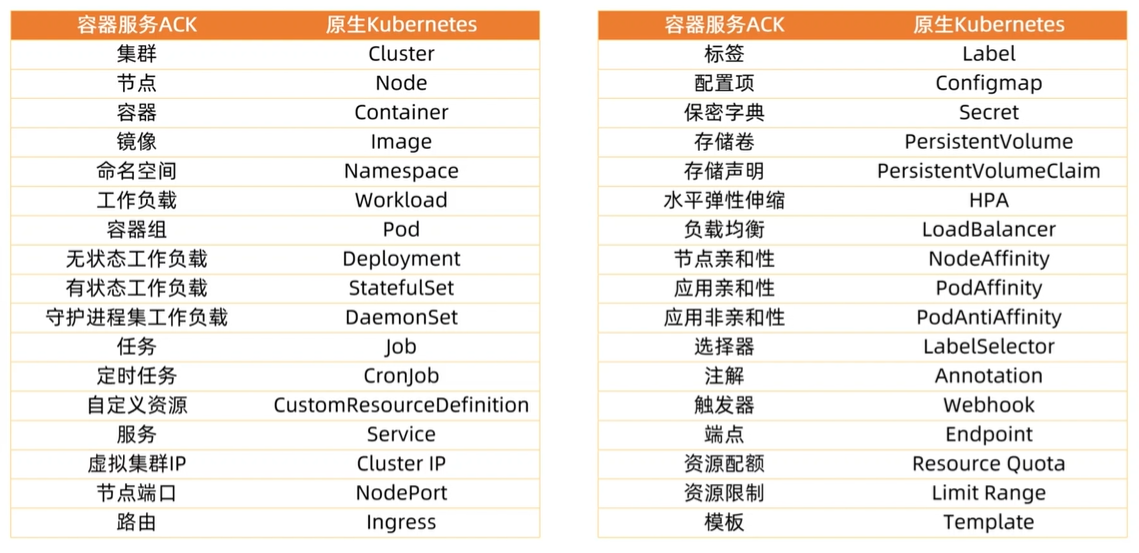 容器服务ACK 原生Kubernetes
集群 Cluster
节点 Node
容器 Container
镜像 Image
命名空间 Namespace
工作负载 Workload
容器组 Pod
无状态工作负载 Deployment
有状态工作负载 StatefulSet
守护进程集工作负载 DaemonSet
任务 Job
定时任务 CronJob
自定义资源 CustomResourceDefinition
服务 Service
虚拟集群IP Cluster IP
节点端口 NodePort
路由 Ingress
容器服务ACK 原生Kubernetes
标签 Label
配置项 Configmap
保密字典 Secret
存储卷 PersistentVolume
存储声明 PersistentVolumeClaim
水平弹性伸缩 HPA
负载均衡 LoadBalancer
节点亲和性 NodeAffinity
应用亲和性 PodAffinity
应用非亲和性 PodAntiAffinity
选择器 LabelSelector
注解 Annotation
触发器 Webhook
端点 Endpoint
资源配额 Resource Quota
资源限制 Limit Range
模板 Template